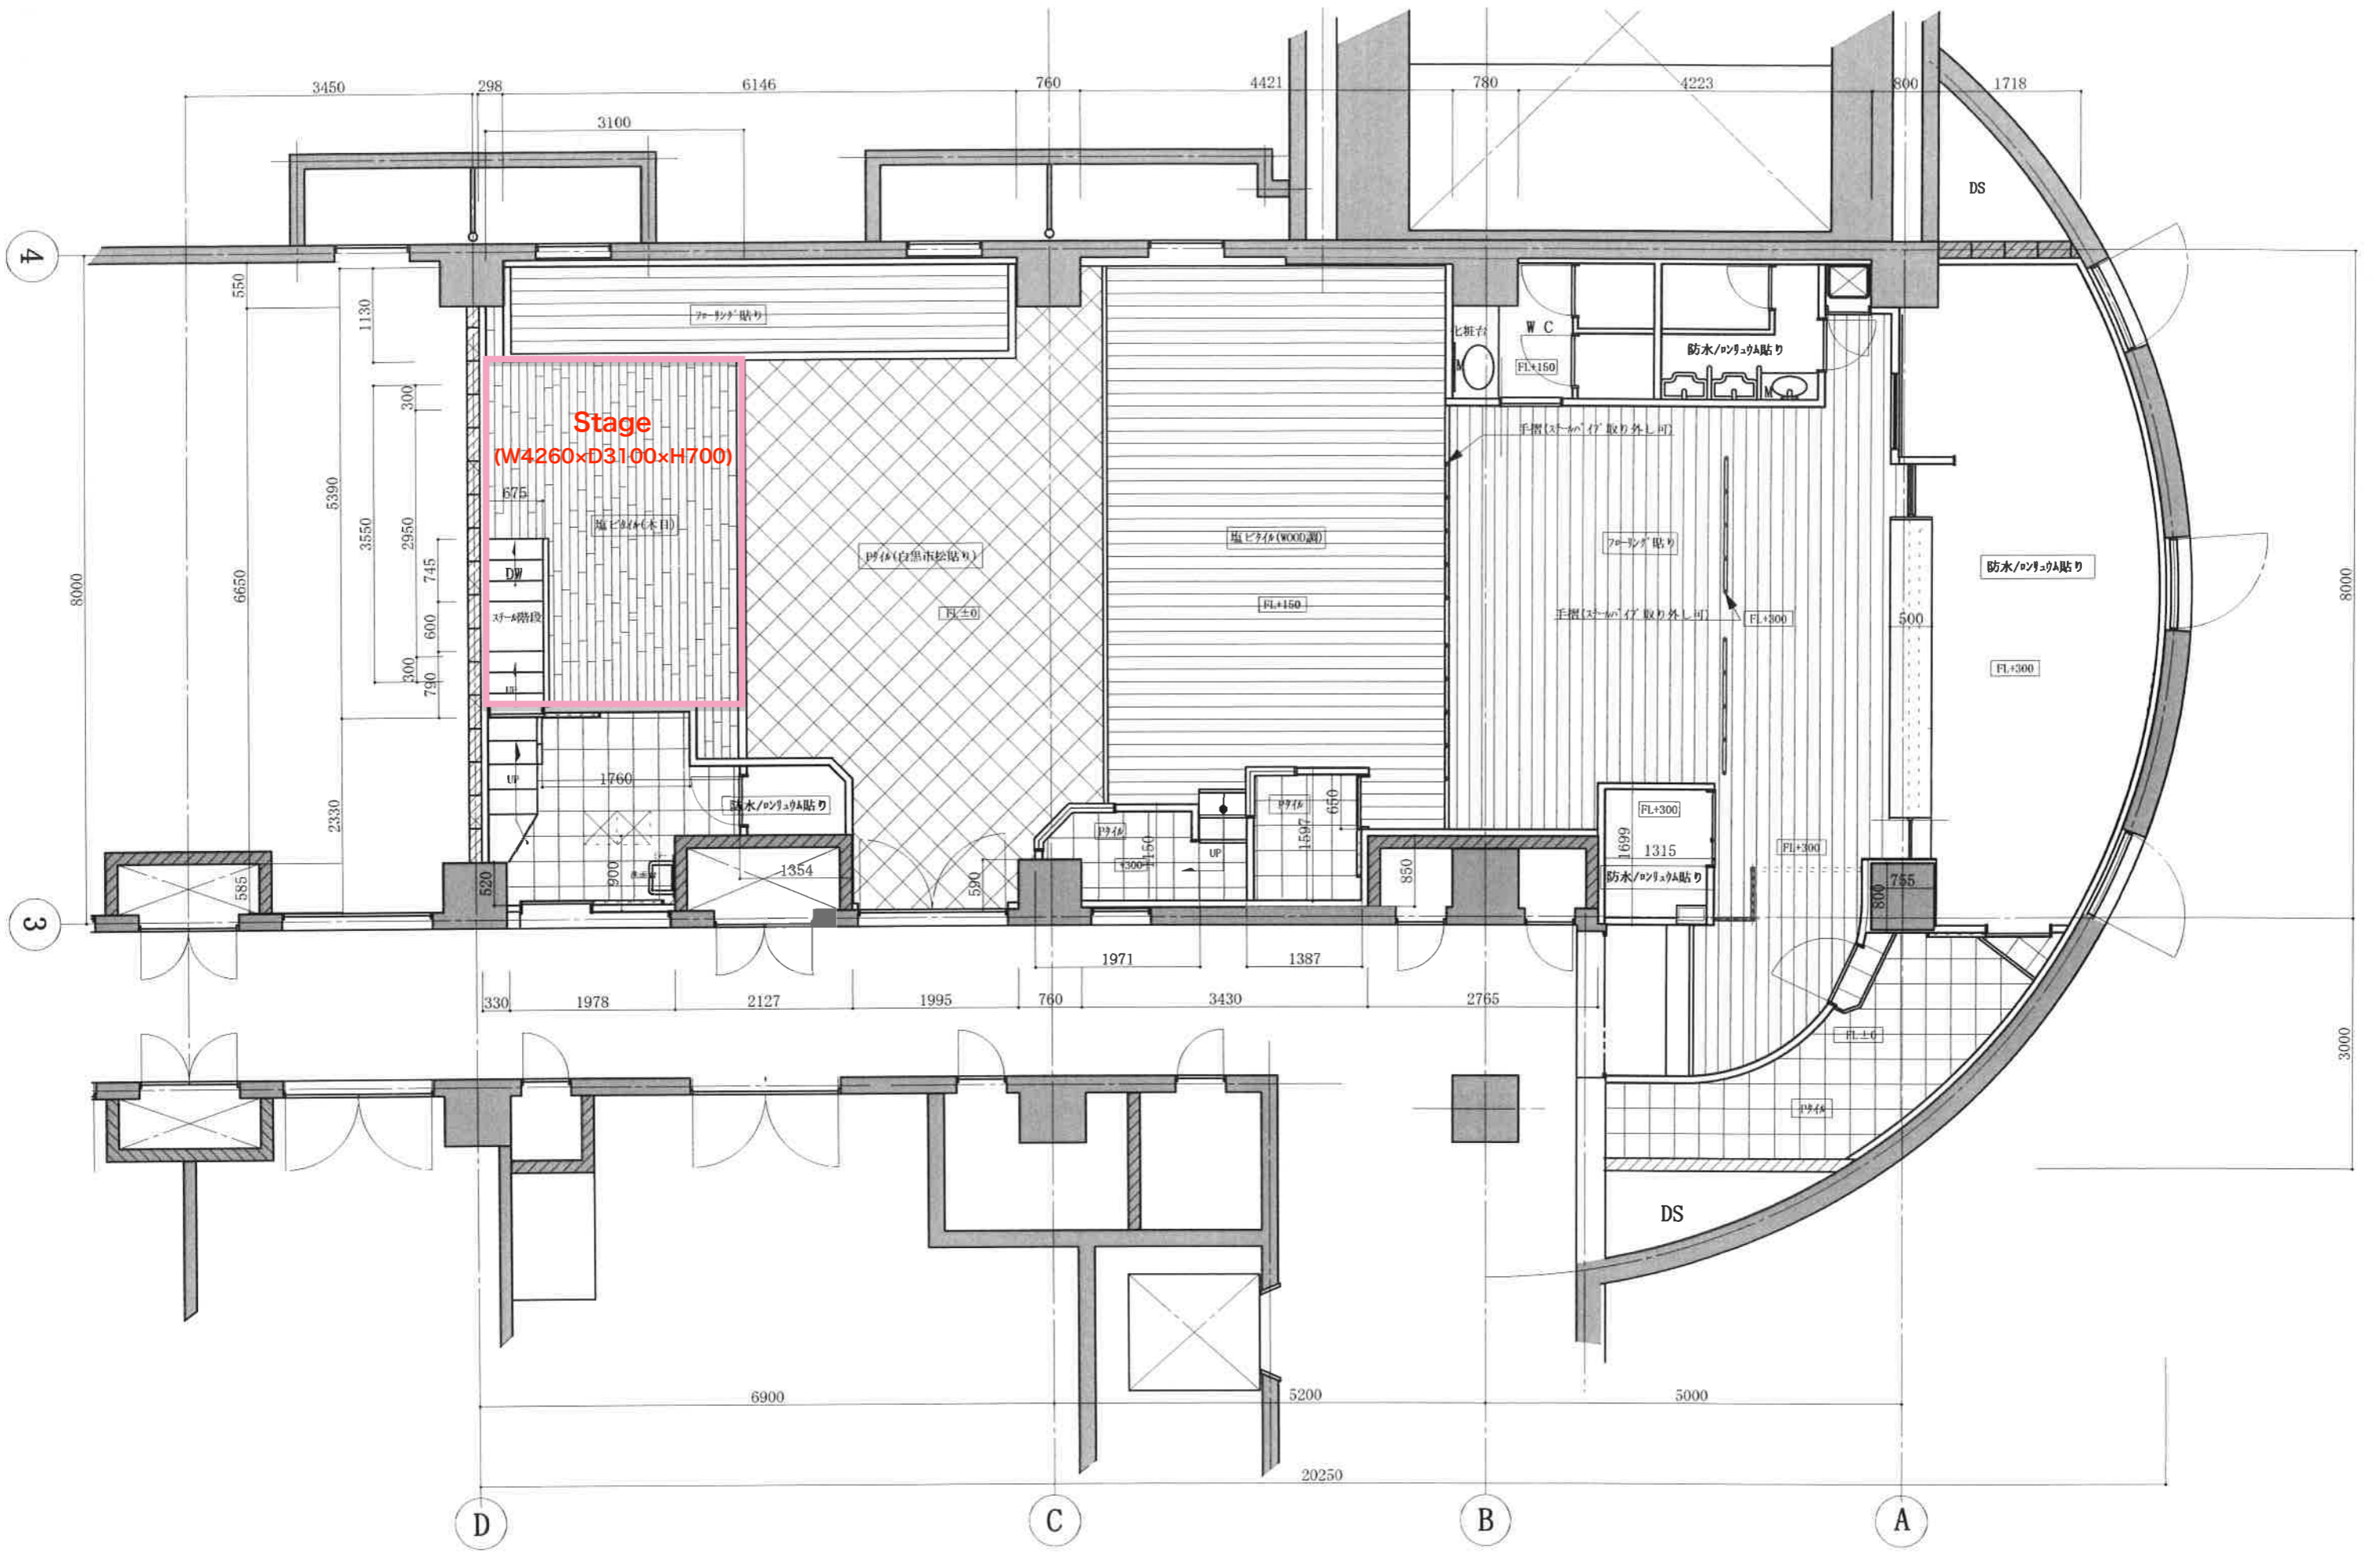 3450
298
6146
760
4421
780
4223
800
1718
3100
DS
4
550
1130
フローリング貼り
化粧台
W C
M
FL+150
防水/ロンリュウム貼り
M
300
Stage
(W4260×D3100×H700)
手摺(スチールパイプ取り外し可)
675
5390
3550
2950
塩ビタイル(木目)
Pタイル(白黒市松貼り)
塩ビタイル(WOOD調)
フローリング貼り
防水/ロンリュウム貼り
8000
6650
745
DW
8000
FL±0
FL+150
手摺(スチールパイプ取り外し可)
FL+300
500
スチール階段
600
300
790
UP
FL+300
UP
1760
防水/ロンリュウム貼り
2330
Pタイル
650
1597
Pタイル
1150
+300
UP
FL+300
1699
1315
FL+300
防水/ロンリュウム貼り
585
520
900
洗面台
1354
590
850
755
800
3
1971
1387
330
1978
2127
1995
760
3430
2765
FL±0
3000
Pタイル
DS
6900
5200
5000
20250
D
C
B
A